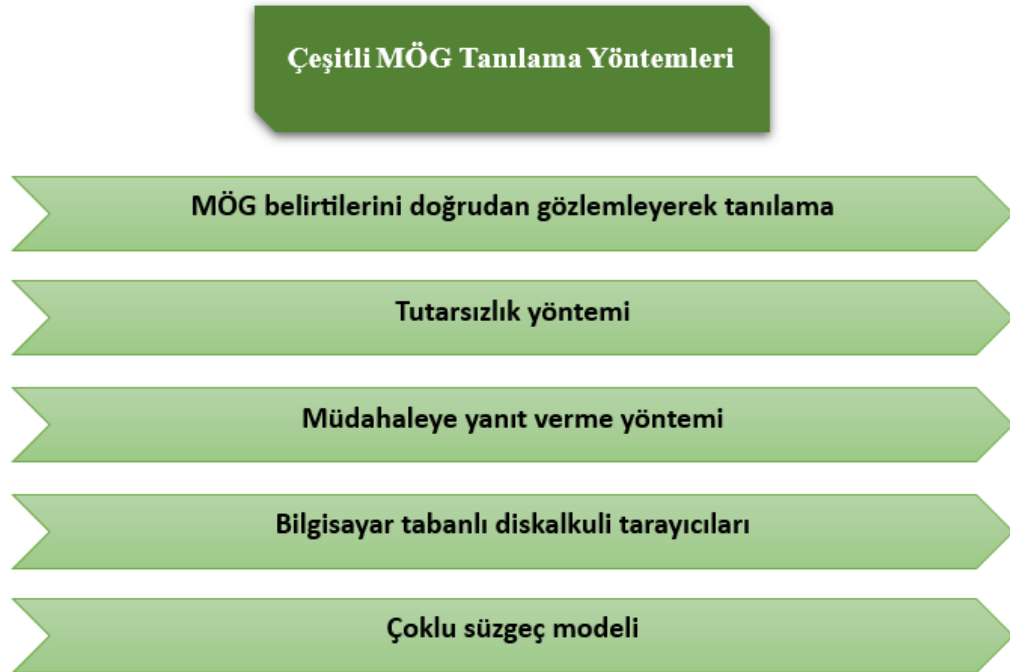 Çeşitli MÖG Tanılama Yöntemleri
MÖG belirtilerini doğrudan gözlemleyerek tanılama
Tutarsızlık yöntemi
Müdahaleye yanıt verme yöntemi
Bilgisayar tabanlı diskalkuli tarayıcıları
Çoklu süzgeç modeli